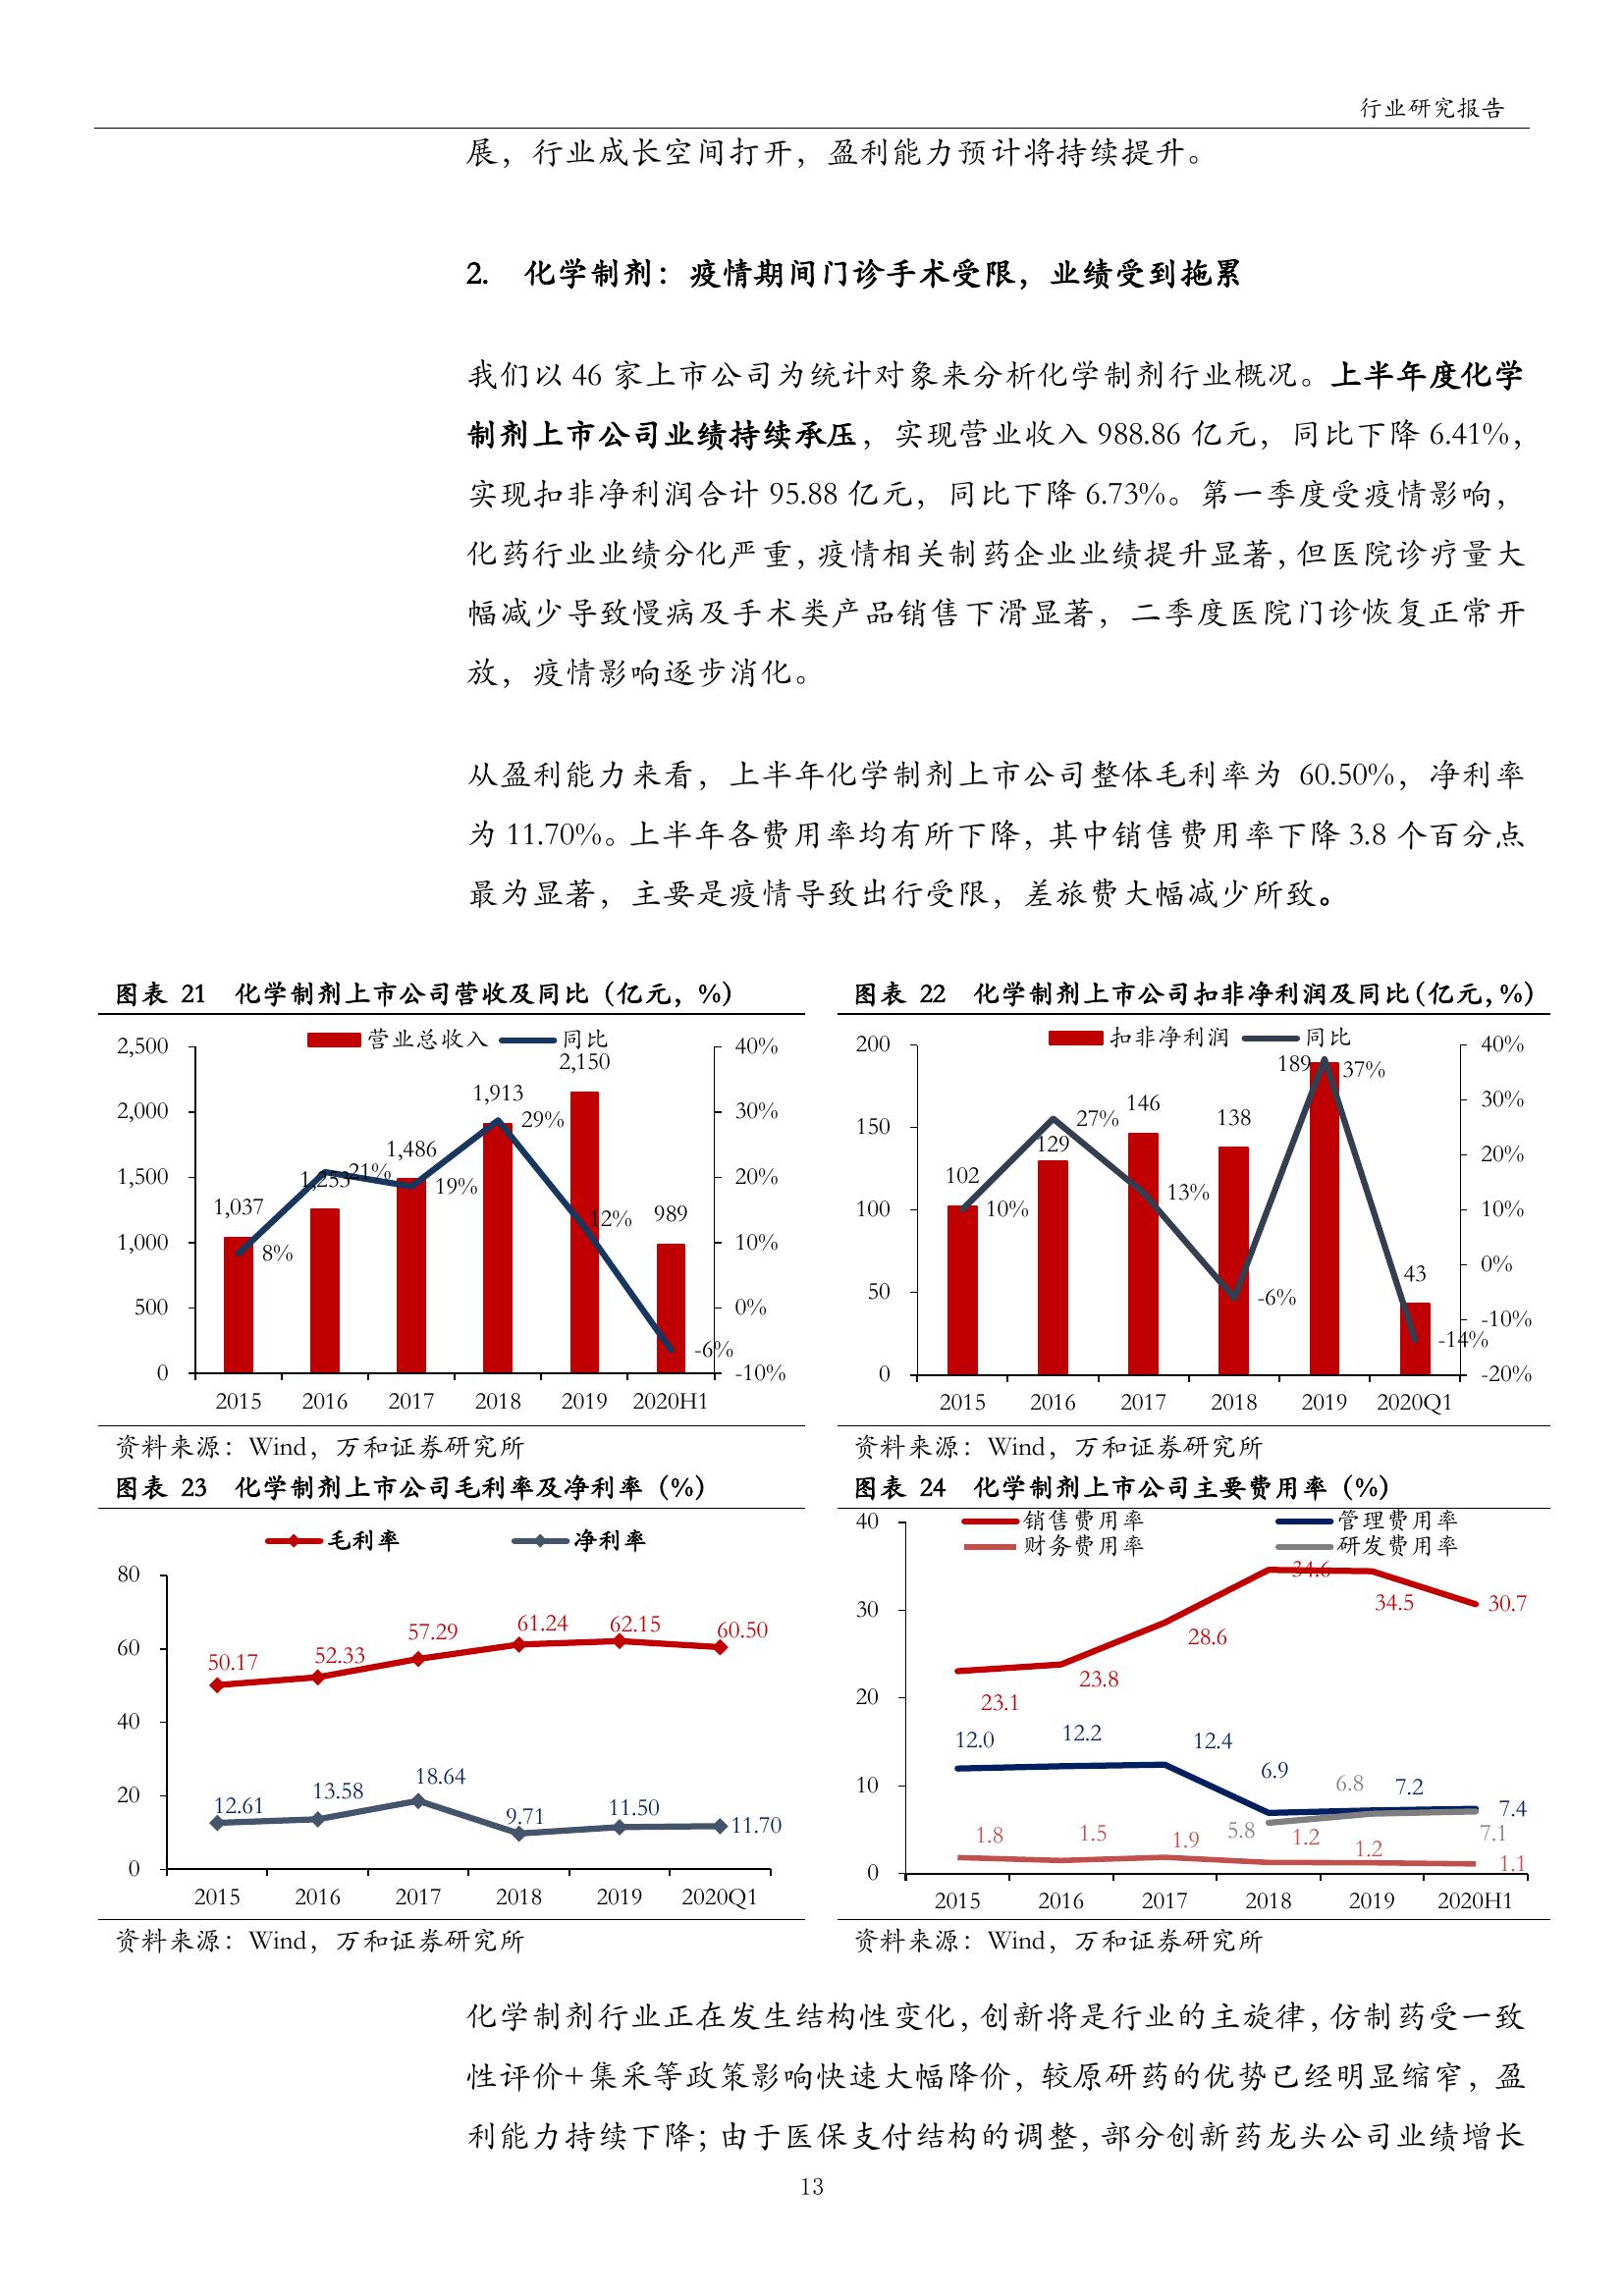 行业研究报告
展，行业成长空间打开，盈利能力预计将持续提升。
2. 化学制剂：疫情期间门诊手术受限，业绩受到拖累
我们以 46 家上市公司为统计对象来分析化学制剂行业概况。上半年度化学
制剂上市公司业绩持续承压，实现营业收入 988.86 亿元，同比下降 6.41%，
实现扣非净利润合计 95.88 亿元，同比下降 6.73%。第一季度受疫情影响，
化药行业业绩分化严重，疫情相关制药企业业绩提升显著，但医院诊疗量大
幅减少导致慢病及手术类产品销售下滑显著，二季度医院门诊恢复正常开
放，疫情影响逐步消化。
从盈利能力来看，上半年化学制剂上市公司整体毛利率为 60.50%，净利率
为 11.70%。上半年各费用率均有所下降，其中销售费用率下降 3.8 个百分点
最为显著，主要是疫情导致出行受限，差旅费大幅减少所致。
图表 21 化学制剂上市公司营收及同比（亿元，%）
营业总收入 同比
2,500
2,000
1,500
1,000
500
0
40%
30%
20%
10%
0%
-10%
1,037
1,253
1,486
1,913
2,150
989
8%
21%
19%
29%
12%
-6%
2015 2016 2017 2018 2019 2020H1
资料来源：Wind，万和证券研究所
图表 22 化学制剂上市公司扣非净利润及同比（亿元，%）
扣非净利润 同比
200
150
100
50
0
40%
30%
20%
10%
0%
-10%
-20%
102
129
146
138
189
43
10%
27%
13%
-6%
37%
-14%
2015 2016 2017 2018 2019 2020Q1
资料来源：Wind，万和证券研究所
图表 23 化学制剂上市公司毛利率及净利率（%）
毛利率 净利率
80
60
40
20
0
50.17 52.33 57.29 61.24 62.15 60.50
12.61 13.58 18.64 9.71 11.50 11.70
2015 2016 2017 2018 2019 2020Q1
资料来源：Wind，万和证券研究所
图表 24 化学制剂上市公司主要费用率（%）
销售费用率 管理费用率
财务费用率 研发费用率
40
30
20
10
0
23.1 23.8 28.6 34.6 34.5 30.7
12.0 12.2 12.4 6.9 7.2 7.4
5.8 6.8 7.1
1.8 1.5 1.9 1.2 1.2 1.1
2015 2016 2017 2018 2019 2020H1
资料来源：Wind，万和证券研究所
化学制剂行业正在发生结构性变化，创新将是行业的主旋律，仿制药受一致
性评价+集采等政策影响快速大幅降价，较原研药的优势已经明显缩窄，盈
利能力持续下降；由于医保支付结构的调整，部分创新药龙头公司业绩增长
13